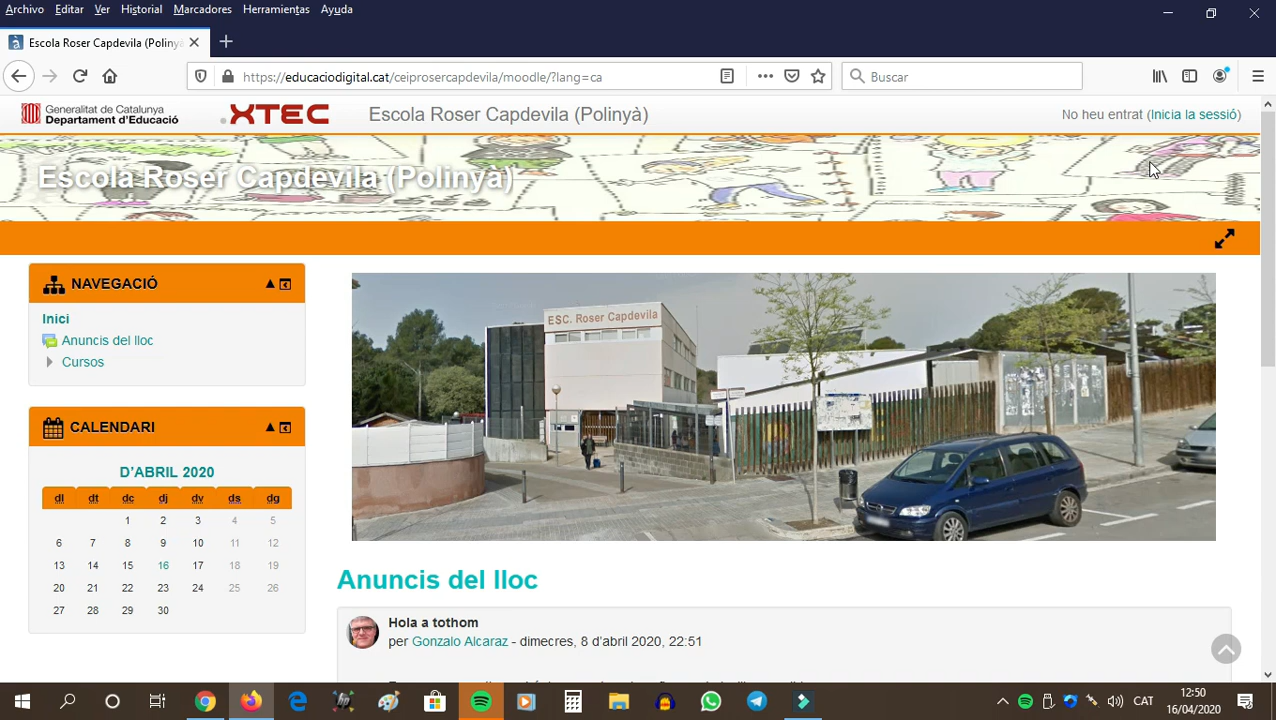 Archivo Editar Ver Historial Marcadores Herramientas Ayuda
Escola Roser Capdevila (Polinyà
https://educaciodigital.cat/ceiprosercapdevila/moodle/?lang=ca
Buscar
Generalitat de Catalunya
Departament d'Educació
XTEC
Escola Roser Capdevila (Polinyà)
No heu entrat (Inicia la sessió)
Escola Roser Capdevila (Polinyà)
NAVEGACIÓ
Inici
Anuncis del lloc
Cursos
ESC. Roser Capdevila
CALENDARI
D'ABRIL 2020
dl dt dc dj dv ds dg
1 2 3 4 5
6 7 8 9 10 11 12
13 14 15 16 17 18 19
20 21 22 23 24 25 26
27 28 29 30
Anuncis del lloc
Hola a tothom
per Gonzalo Alcaraz - dimecres, 8 d'abril 2020, 22:51
CAT
12:50
16/04/2020